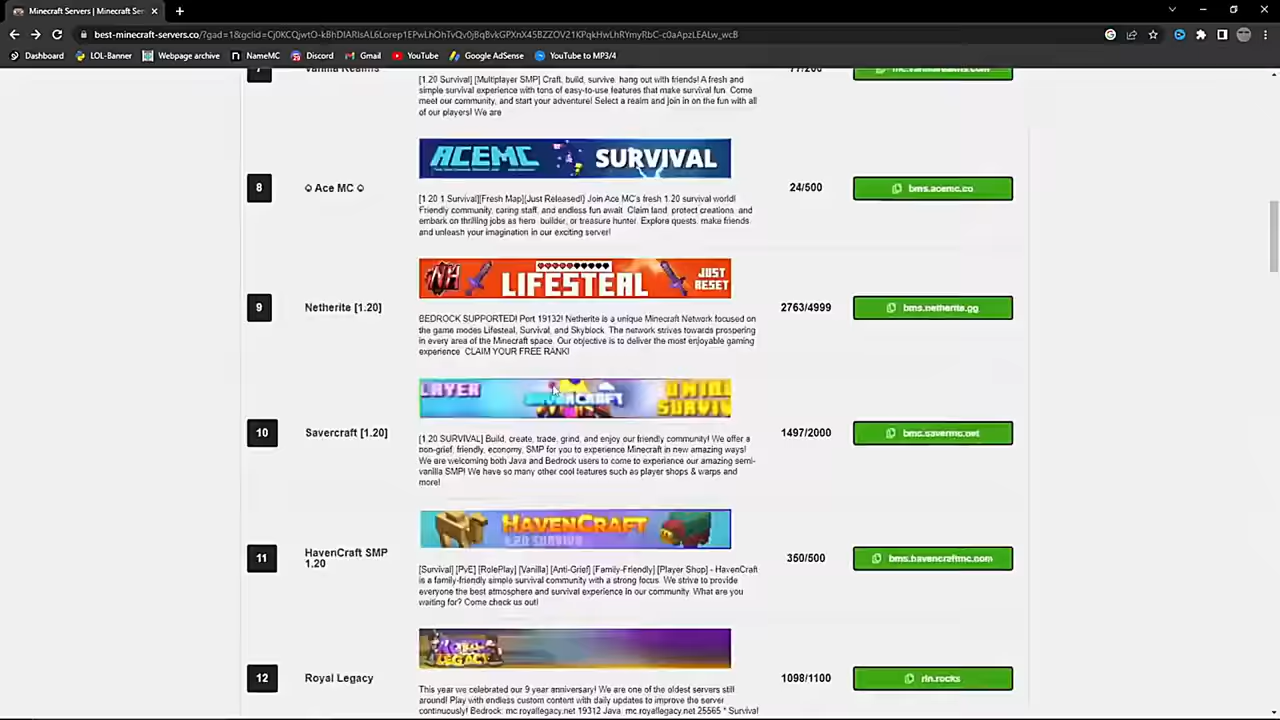 Minecraft Servers | Minecraft Ser
best-minecraft-servers.co/?gad=1&gclid=Cj0KCQjwtO-kBhDIARIsAL6Lorep1EPwLhOhTvQv0jBqBvkGPXnX45BZZOV21KPqkHwLhRYmyRbC-c0aApzLEALw_wcB
Dashboard LOL-Banner Webpage archive NameMC Discord Gmail YouTube Google AdSense YouTube to MP3/4
7 Vanilla Realms 77/200
[1.20 Survival] [Multiplayer SMP] Craft, build, survive, hang out with friends! A fresh and
simple survival experience with tons of easy-to-use features that make survival fun. Come
meet our community, and start your adventure! Select a realm and join in on the fun with all
of our players! We are
ACEMC SURVIVAL
8 Ace MC 24/500 bms.acemc.co
[1.20.1 Survival][Fresh Map][Just Released!] Join Ace MC's fresh 1.20 survival world!
Friendly community, caring staff, and endless fun await. Claim land, protect creations, and
embark on thrilling jobs as hero, builder, or treasure hunter. Explore quests, make friends
and unleash your imagination in our exciting server!
NH LIFESTEAL JUST RESET
9 Netherite [1.20] 2763/4999 bms.netherite.gg
BEDROCK SUPPORTED! Port 19132! Netherite is a unique Minecraft Network focused on
the game modes Lifesteal, Survival, and Skyblock. The network strives towards prospering
in every area of the Minecraft space. Our objective is to deliver the most enjoyable gaming
experience. CLAIM YOUR FREE RANK!
10 Savercraft [1.20] 1497/2000 bmc.savermc.net
[1.20 SURVIVAL] Build, create, trade, grind, and enjoy our friendly community! We offer a
non-grief, friendly, economy, SMP for you to experience Minecraft in new amazing ways!
We are welcoming both Java and Bedrock users to come to experience our amazing semi-
vanilla SMP! We have so many other cool features such as player shops & warps and
more!
HAVENCRAFT
1.20 SURVIVAL
11 HavenCraft SMP 1.20 350/500 bms.havencraftmc.com
[Survival] [PvE] [RolePlay] [Vanilla] [Anti-Grief] [Family-Friendly] [Player Shop] - HavenCraft
is a family-friendly simple survival community with a strong focus. We strive to provide
everyone the best atmosphere and survival experience in our community. What are you
waiting for? Come check us out!
ROYAL LEGACY
12 Royal Legacy 1098/1100 rln.rocks
This year we celebrated our 9 year anniversary! We are one of the oldest servers still
around! Play with endless custom content with daily updates to improve the server
continuously! Bedrock: mc.royallegacy.net 19312 Java: mc.royallegacy.net 25565 * Survival